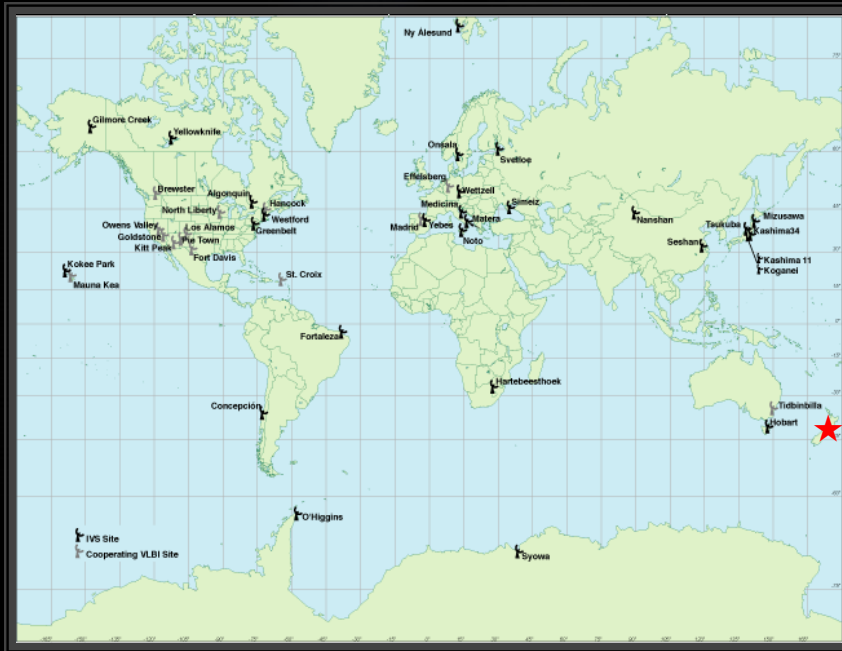 Ny Ålesund
Gilmore Creek
Yellowknife
Onsala
Svetloe
Effelsberg
Brewster
Algonquin
Wettzell
North Liberty
Hancock
Medicina
Simeiz
Nanshan
Mizusawa
Owens Valley
Los Alamos
Westford
Matera
Tsukuba
Kashima34
Goldstone
Pie Town
Greenbelt
Madrid
Yebes
Noto
Seshan
Kitt Peak
Fort Davis
Kashima 11
Kokee Park
St. Croix
Koganei
Mauna Kea
Fortaleza
Hartebeesthoek
Concepción
Tidbinbilla
Hobart
O'Higgins
IVS Site
Cooperating VLBI Site
Syowa